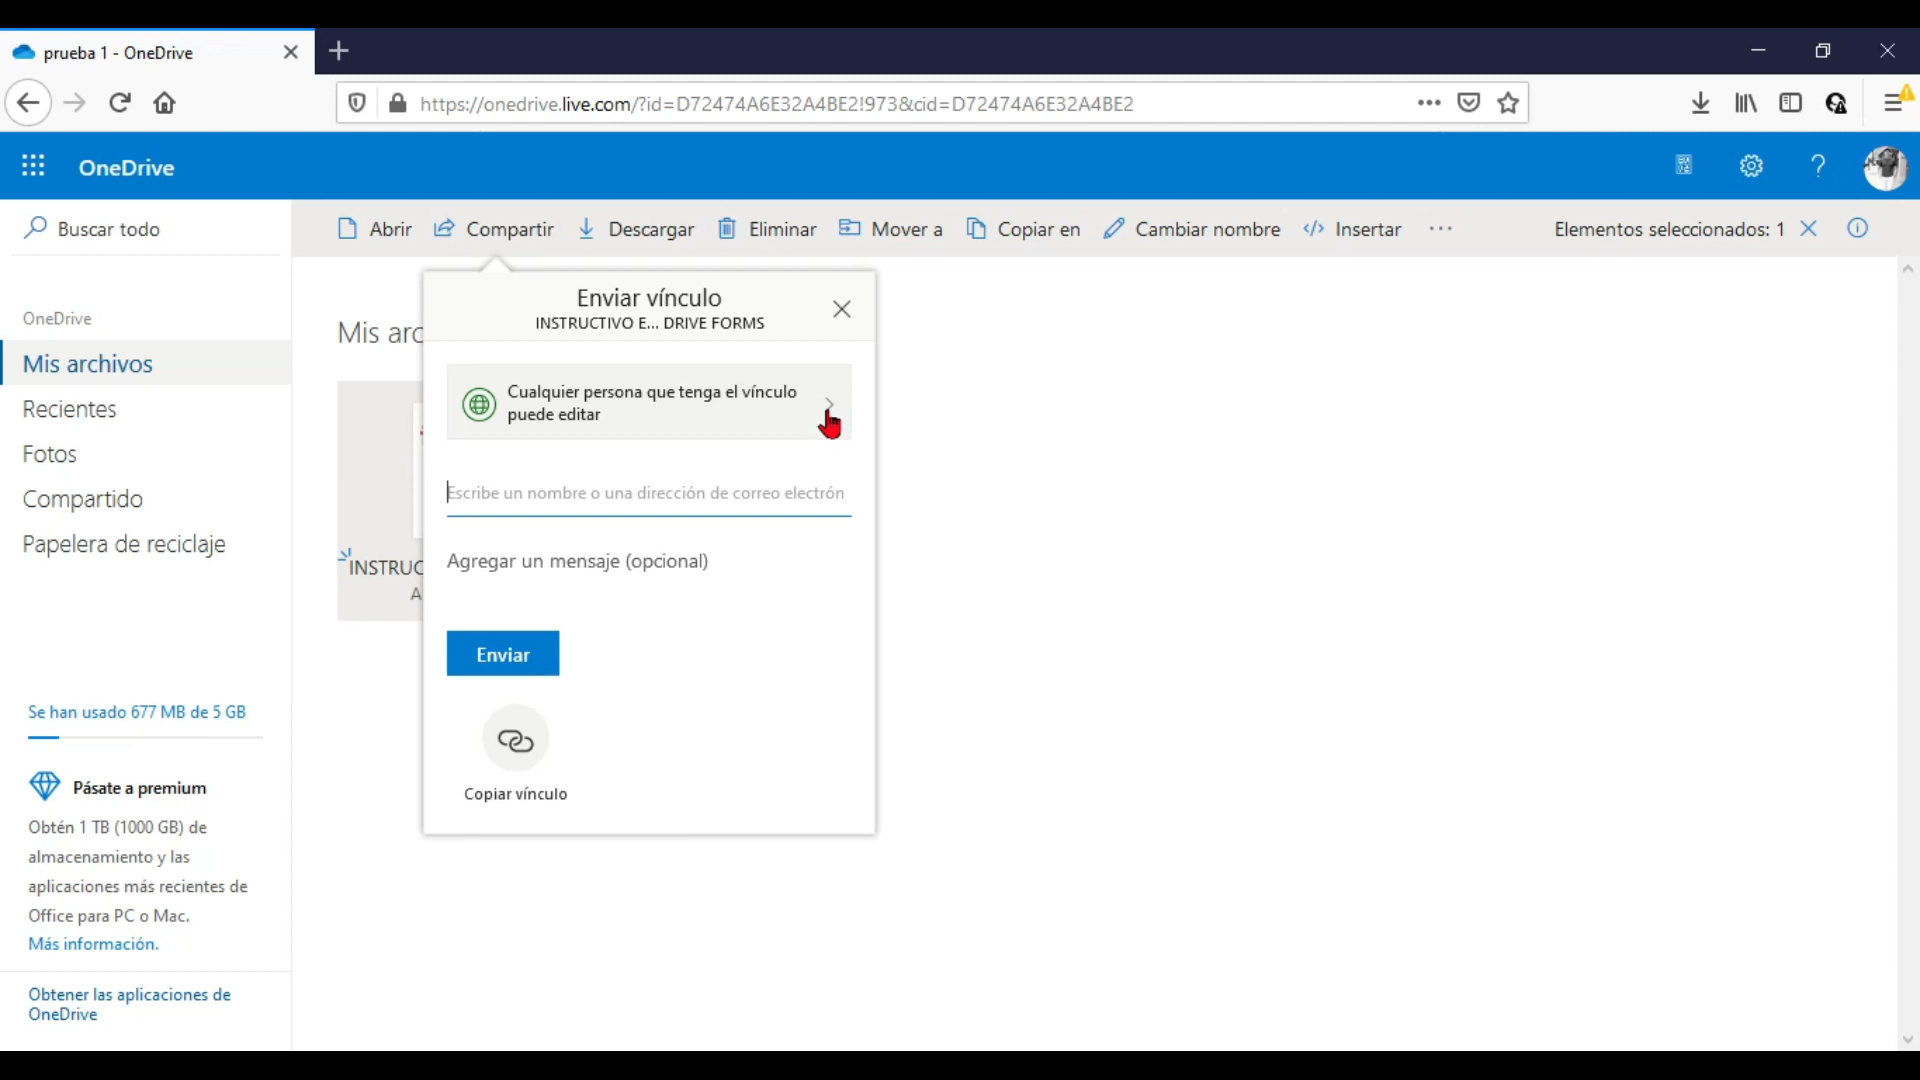 prueba 1 - OneDrive
https://onedrive.live.com/?id=D72474A6E32A4BE2!973&cid=D72474A6E32A4BE2
OneDrive
Buscar todo
Abrir
Compartir
Descargar
Eliminar
Mover a
Copiar en
Cambiar nombre
Insertar
Elementos seleccionados: 1
OneDrive
Mis archivos
Recientes
Fotos
Compartido
Papelera de reciclaje
Se han usado 677 MB de 5 GB
Pásate a premium
Obtén 1 TB (1000 GB) de
almacenamiento y las
aplicaciones más recientes de
Office para PC o Mac.
Más información.
Obtener las aplicaciones de
OneDrive
Mis arc
INSTRUC
A
Enviar vínculo
INSTRUCTIVO E... DRIVE FORMS
Cualquier persona que tenga el vínculo
puede editar
Escribe un nombre o una dirección de correo electrón
Agregar un mensaje (opcional)
Enviar
Copiar vínculo